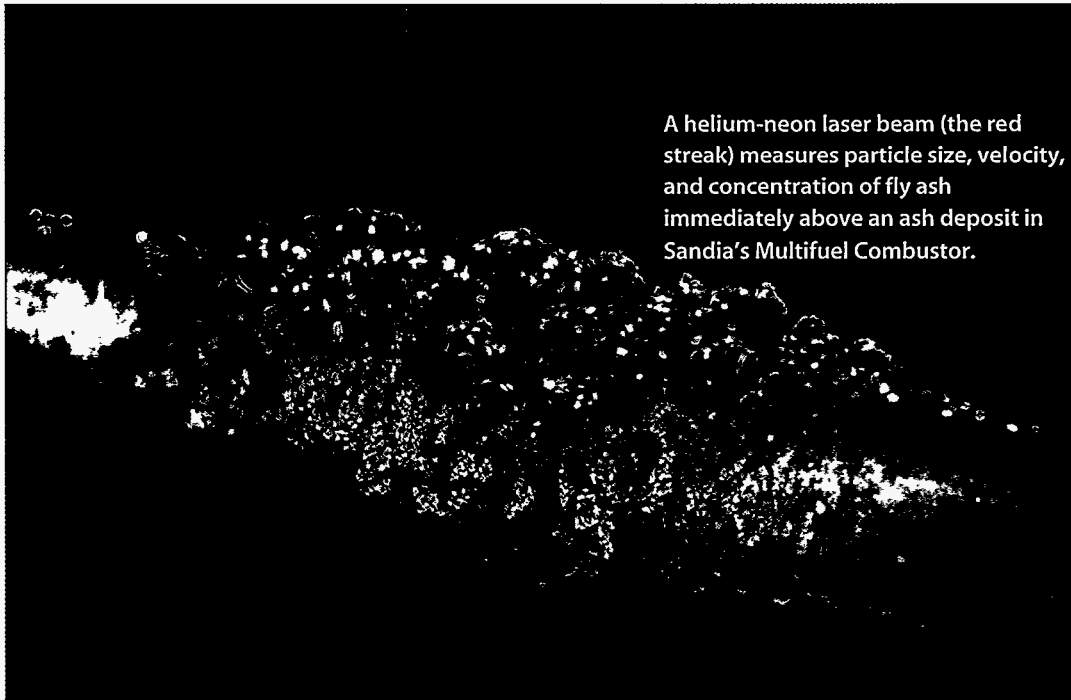 A helium-neon laser beam (the red
streak) measures particle size, velocity,
and concentration of fly ash
immediately above an ash deposit in
Sandia's Multifuel Combustor.